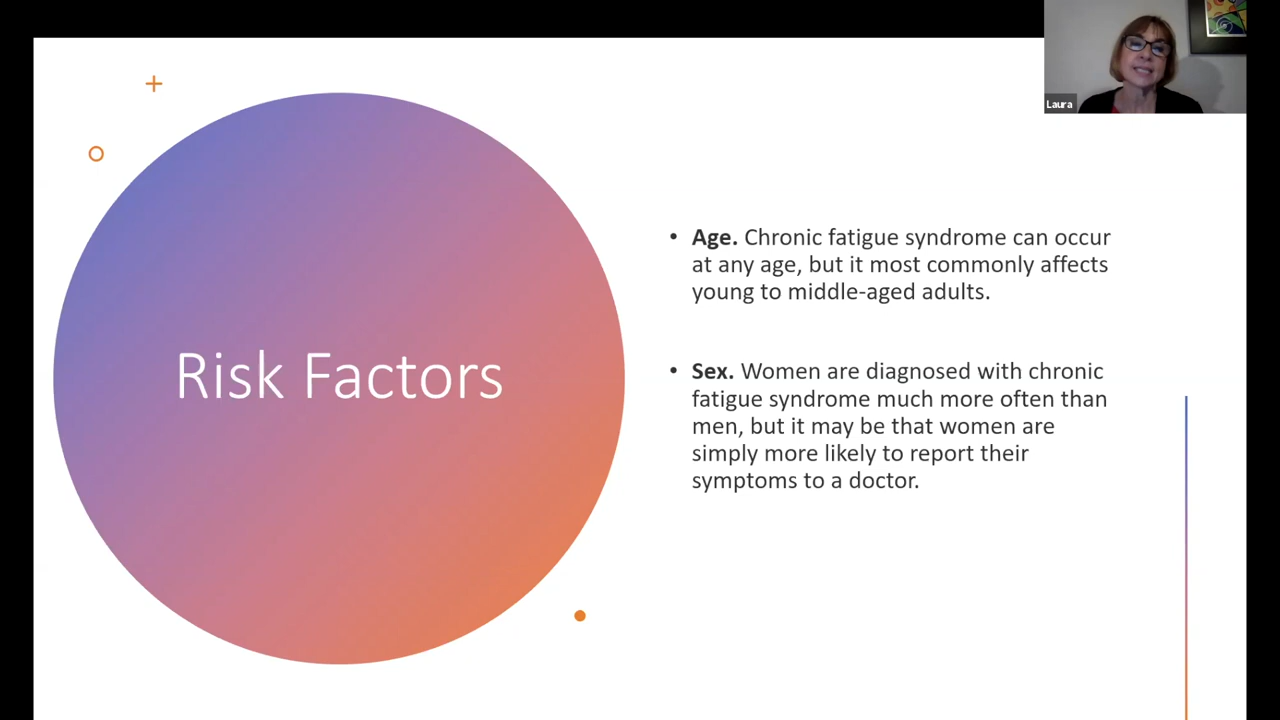 Laura
Risk Factors
• Age. Chronic fatigue syndrome can occur
at any age, but it most commonly affects
young to middle-aged adults.
• Sex. Women are diagnosed with chronic
fatigue syndrome much more often than
men, but it may be that women are
simply more likely to report their
symptoms to a doctor.